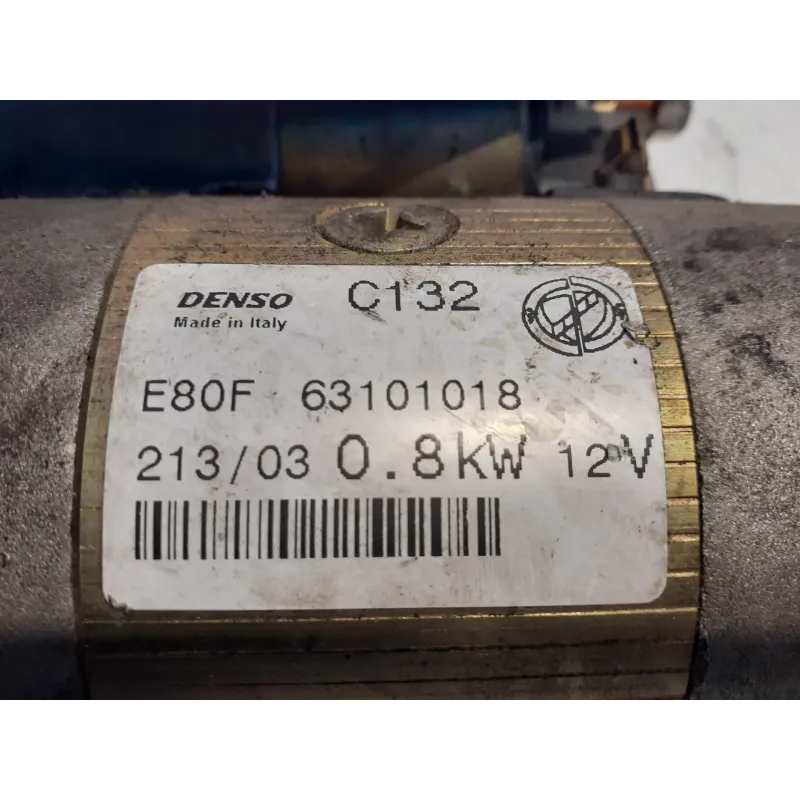 DENSO C132
Made in Italy
E80F 63101018
213/03 0.8kW 12V